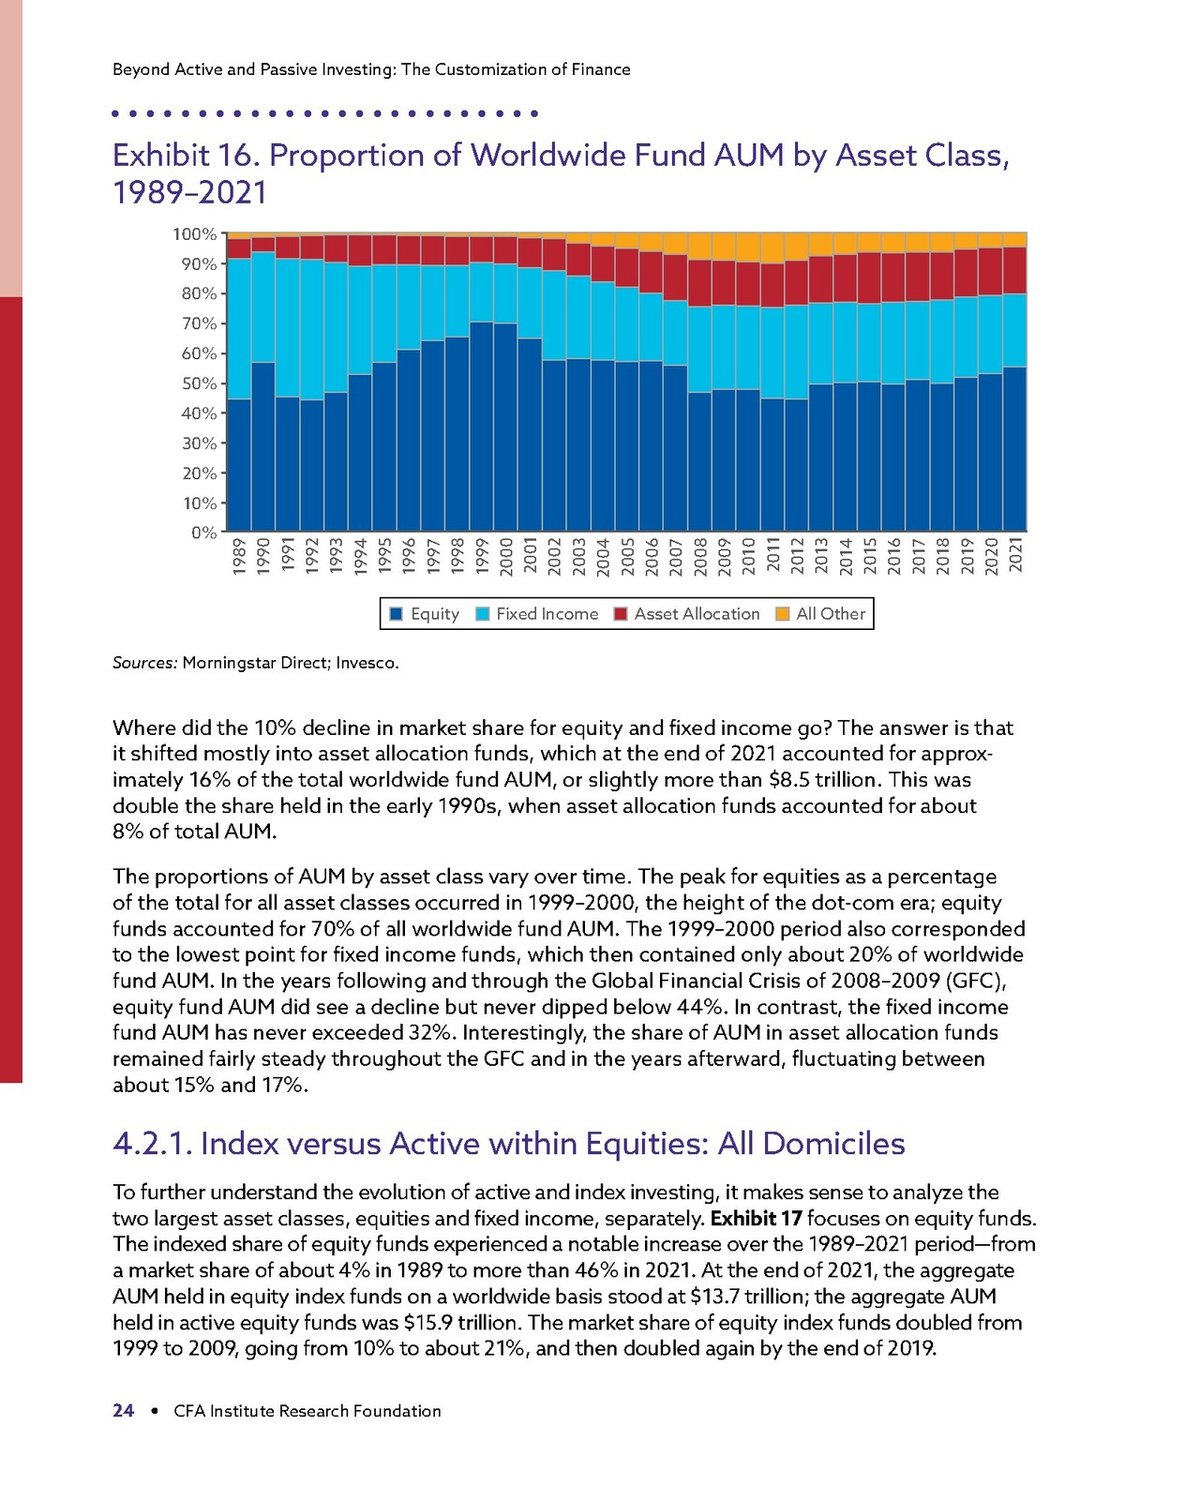 Beyond Active and Passive Investing: The Customization of Finance
Exhibit 16. Proportion of Worldwide Fund AUM by Asset Class,
1989–2021
100%
90%
80%
70%
60%
50%
40%
30%
20%
10%
0%
1989 1990 1991 1992 1993 1994 1995 1996 1997 1998 1999 2000 2001 2002 2003 2004 2005 2006 2007 2008 2009 2010 2011 2012 2013 2014 2015 2016 2017 2018 2019 2020 2021
Equity Fixed Income Asset Allocation All Other
Sources: Morningstar Direct; Invesco.
Where did the 10% decline in market share for equity and fixed income go? The answer is that
it shifted mostly into asset allocation funds, which at the end of 2021 accounted for approx-
imately 16% of the total worldwide fund AUM, or slightly more than $8.5 trillion. This was
double the share held in the early 1990s, when asset allocation funds accounted for about
8% of total AUM.
The proportions of AUM by asset class vary over time. The peak for equities as a percentage
of the total for all asset classes occurred in 1999–2000, the height of the dot-com era; equity
funds accounted for 70% of all worldwide fund AUM. The 1999–2000 period also corresponded
to the lowest point for fixed income funds, which then contained only about 20% of worldwide
fund AUM. In the years following and through the Global Financial Crisis of 2008–2009 (GFC),
equity fund AUM did see a decline but never dipped below 44%. In contrast, the fixed income
fund AUM has never exceeded 32%. Interestingly, the share of AUM in asset allocation funds
remained fairly steady throughout the GFC and in the years afterward, fluctuating between
about 15% and 17%.
4.2.1. Index versus Active within Equities: All Domiciles
To further understand the evolution of active and index investing, it makes sense to analyze the
two largest asset classes, equities and fixed income, separately. Exhibit 17 focuses on equity funds.
The indexed share of equity funds experienced a notable increase over the 1989–2021 period—from
a market share of about 4% in 1989 to more than 46% in 2021. At the end of 2021, the aggregate
AUM held in equity index funds on a worldwide basis stood at $13.7 trillion; the aggregate AUM
held in active equity funds was $15.9 trillion. The market share of equity index funds doubled from
1999 to 2009, going from 10% to about 21%, and then doubled again by the end of 2019.
24 • CFA Institute Research Foundation